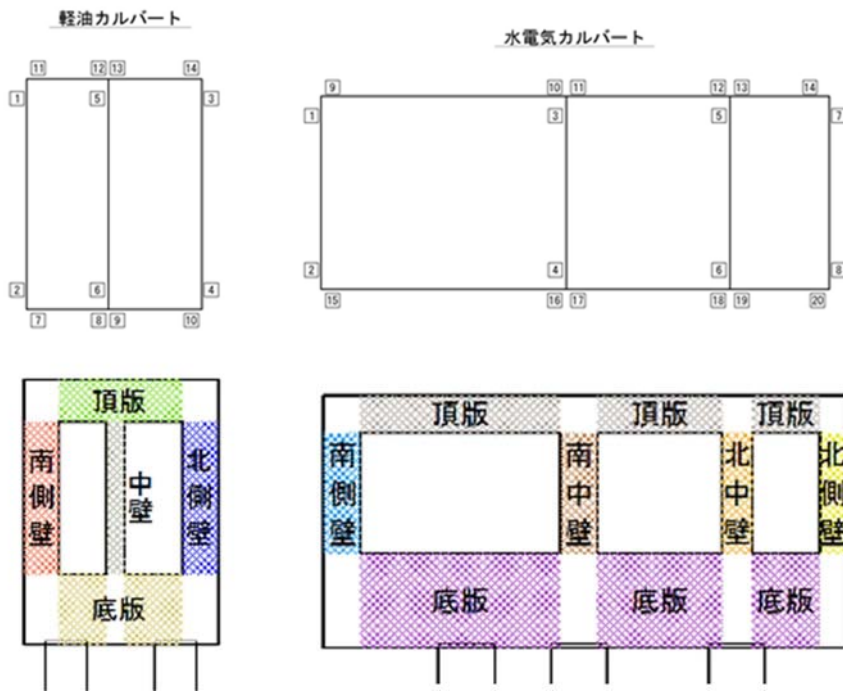 軽油カルバート
水電気カルバート
11 12 13 14
1 5 3
2 6 4
7 8 9 10
9 10 11 12 13 14
1 3 5 7
2 4 6 8
15 16 17 18 19 20
頂版
南側壁
中壁
北側壁
底版
頂版 頂版 頂版
南側壁
南中壁
北中壁
北側壁
底版 底版 底版